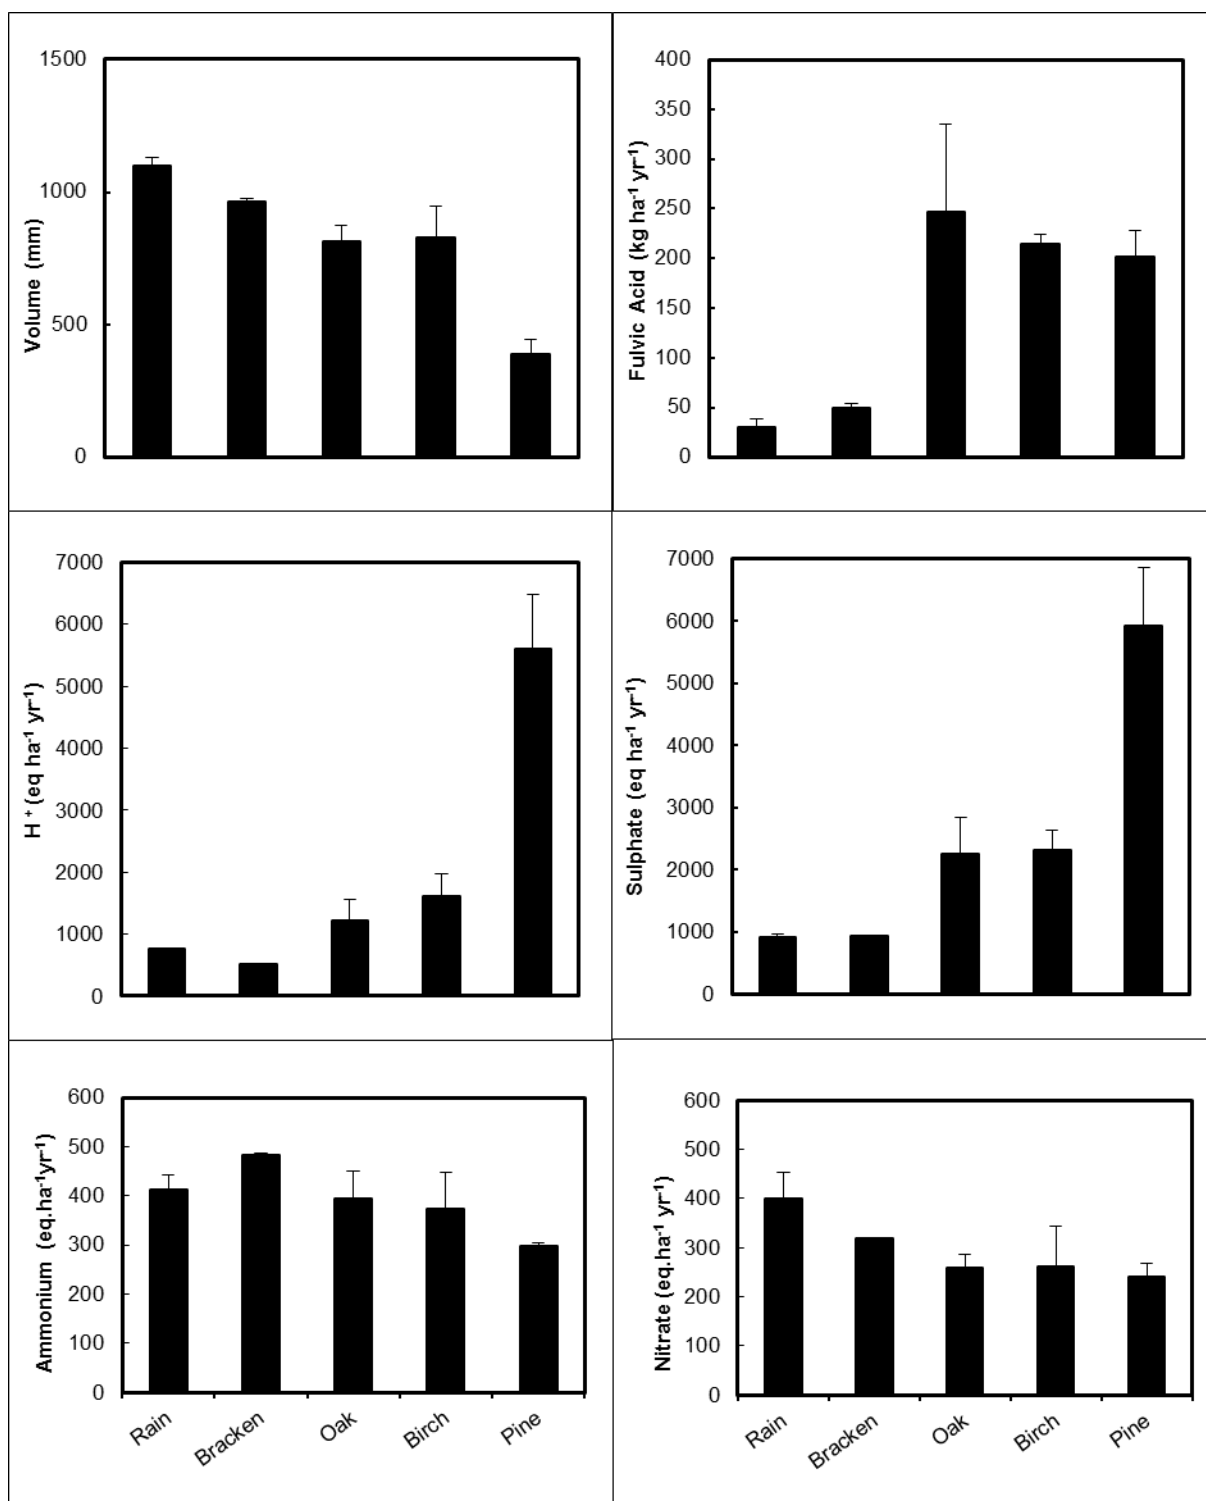 1500
1000
500
0
Volume (mm)
400
350
300
250
200
150
100
50
0
Fulvic Acid (kg ha⁻¹ yr⁻¹)
7000
6000
5000
4000
3000
2000
1000
0
H⁺ (eq ha⁻¹ yr⁻¹)
7000
6000
5000
4000
3000
2000
1000
0
Sulphate (eq ha⁻¹ yr⁻¹)
600
500
400
300
200
100
0
Ammonium (eq.ha⁻¹yr⁻¹)
Rain
Bracken
Oak
Birch
Pine
600
500
400
300
200
100
0
Nitrate (eq.ha⁻¹ yr⁻¹)
Rain
Bracken
Oak
Birch
Pine